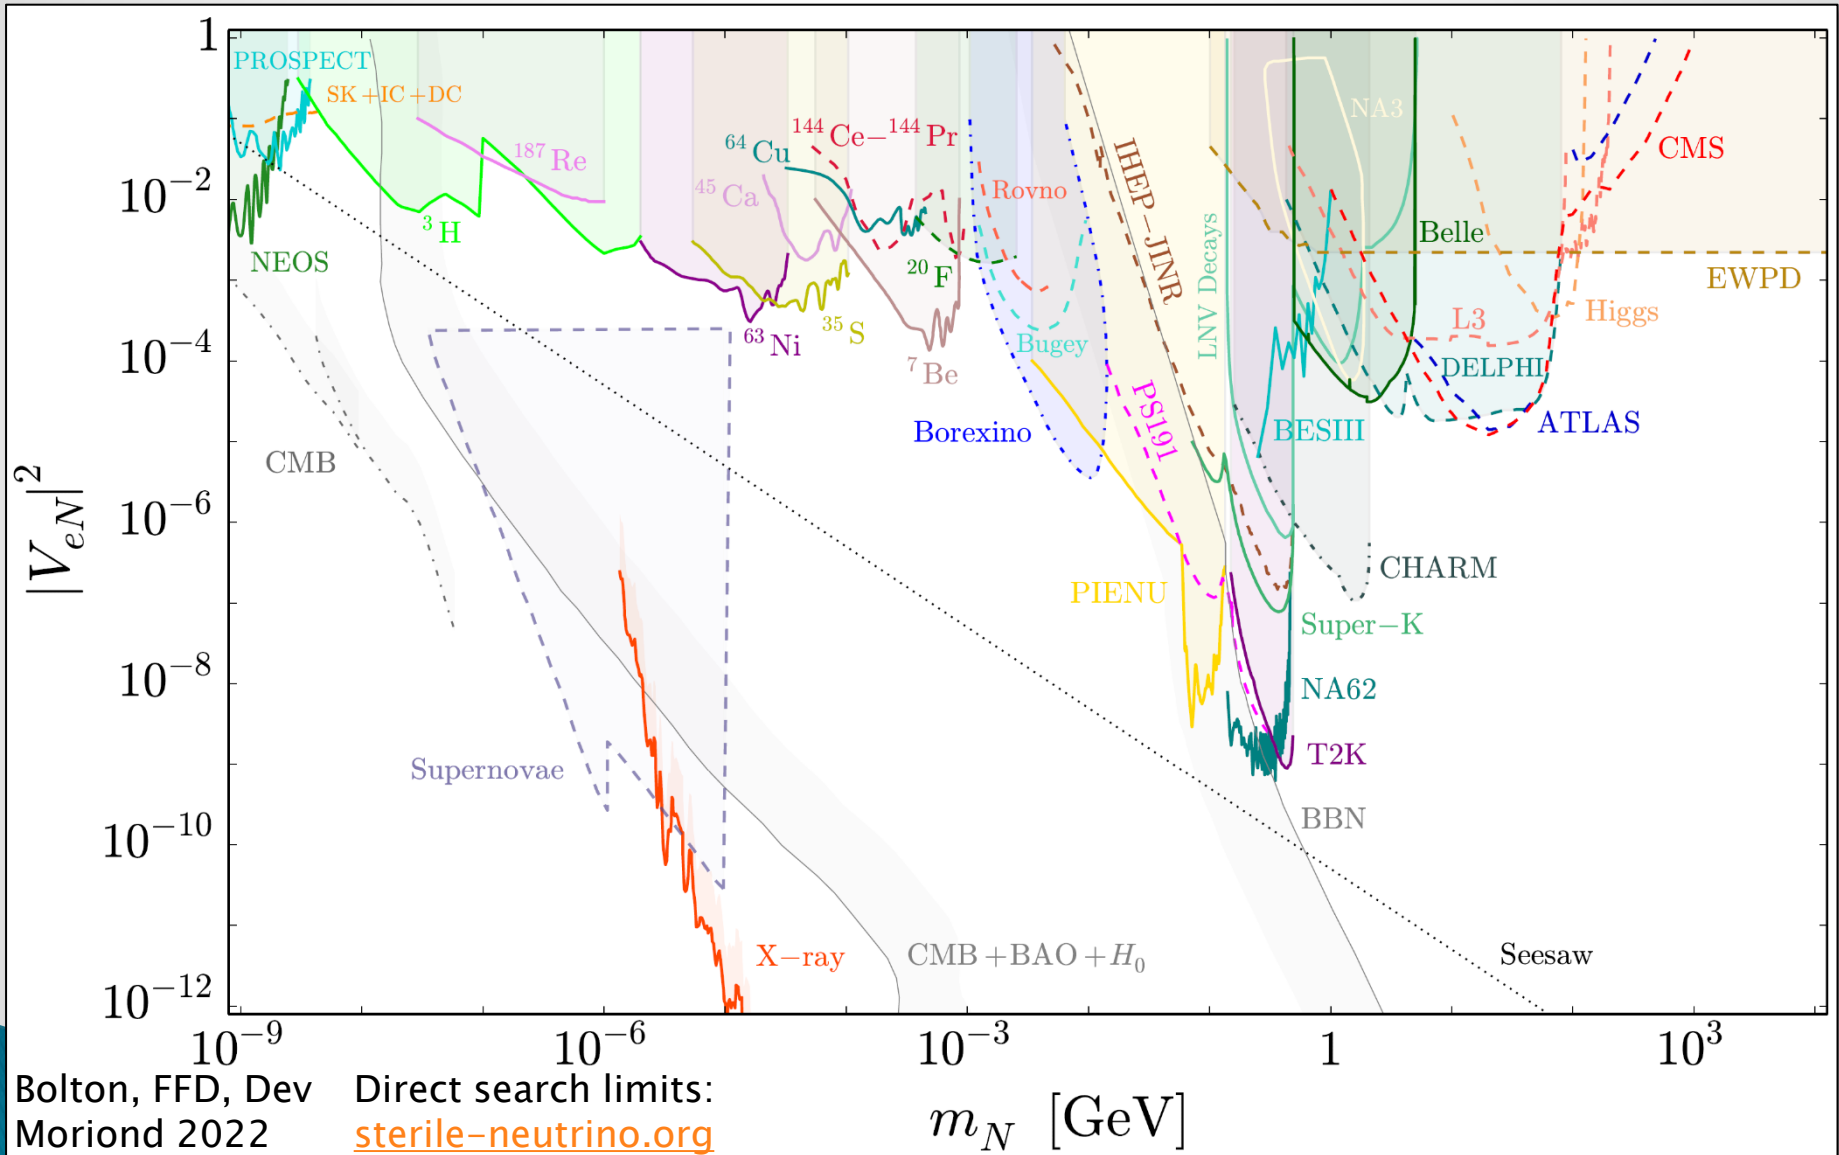 1
10⁻²
10⁻⁴
10⁻⁶
10⁻⁸
10⁻¹⁰
10⁻¹²
|V_{eN}|²
PROSPECT
SK+IC+DC
NEOS
³H
¹⁸⁷Re
⁶⁴Cu
¹⁴⁴Ce−¹⁴⁴Pr
⁴⁵Ca
⁶³Ni
³⁵S
⁷Be
²⁰F
Rovno
Bugey
Borexino
IHEP−JINR
PS191
LNV Decays
NA3
Belle
CMS
EWPD
Higgs
L3
DELPHI
ATLAS
BESIII
CHARM
PIENU
Super−K
NA62
T2K
BBN
CMB
Supernovae
X−ray
CMB+BAO+H₀
Seesaw
10⁻⁹
10⁻⁶
10⁻³
1
10³
m_N [GeV]
Bolton, FFD, Dev
Moriond 2022
Direct search limits:
sterile-neutrino.org